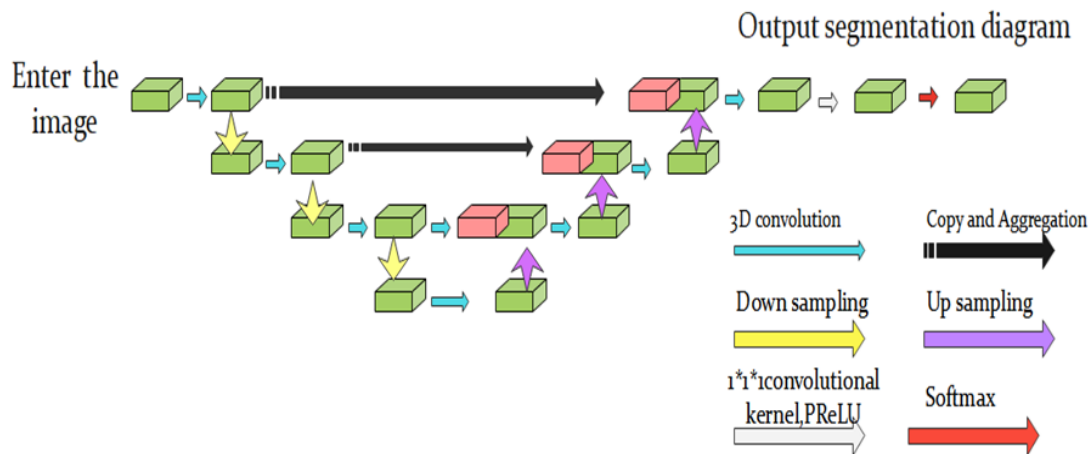 Output segmentation diagram
Enter the
image
3D convolution
Copy and Aggregation
Down sampling
Up sampling
1*1*1convolutional
kernel,PReLU
Softmax